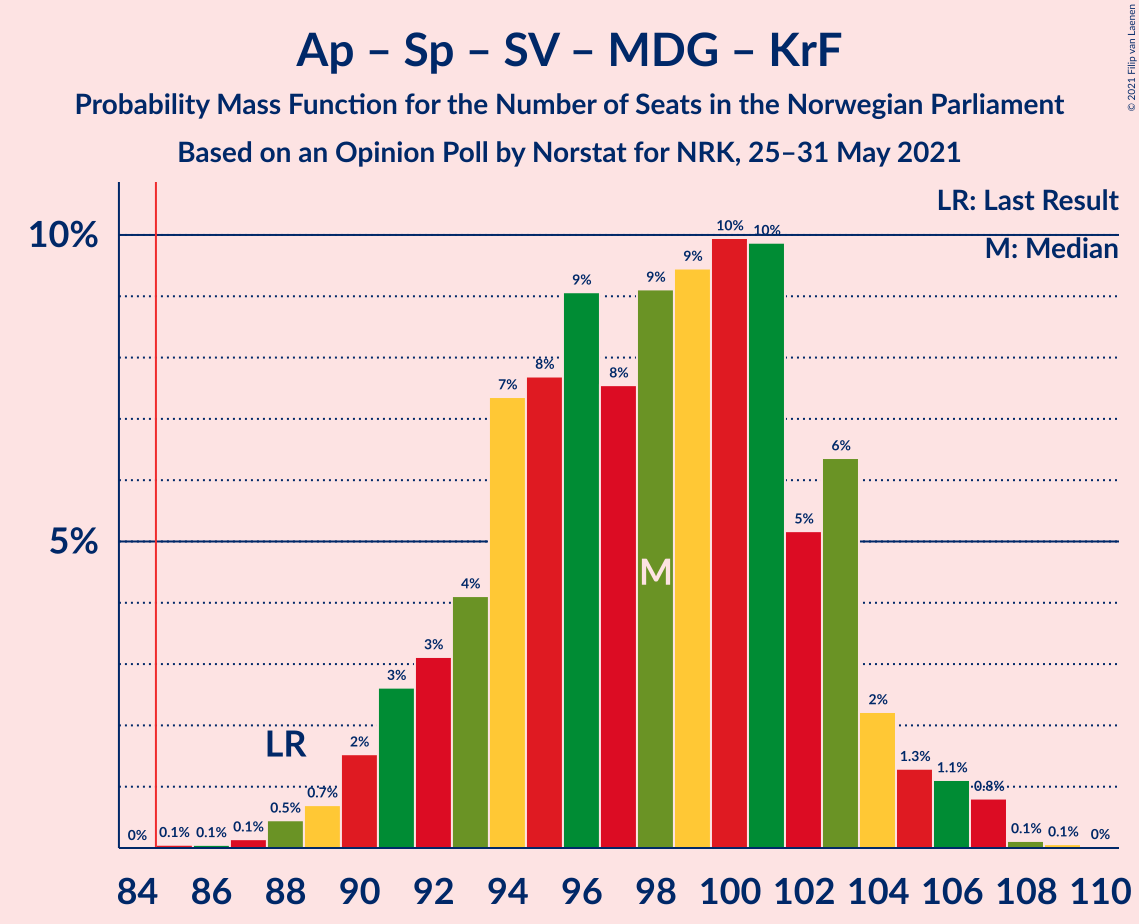 Ap – Sp – SV – MDG – KrF
Probability Mass Function for the Number of Seats in the Norwegian Parliament
Based on an Opinion Poll by Norstat for NRK, 25–31 May 2021
© 2021 Filip van Laenen
LR: Last Result
M: Median
10%
5%
0% 0.1% 0.1% 0.1% 0.5% 0.7% 2% 3% 3% 4% 7% 8% 9% 8% 9% 9% 10% 10% 5% 6% 2% 1.3% 1.1% 0.8% 0.1% 0.1% 0%
LR
M
84 86 88 90 92 94 96 98 100 102 104 106 108 110